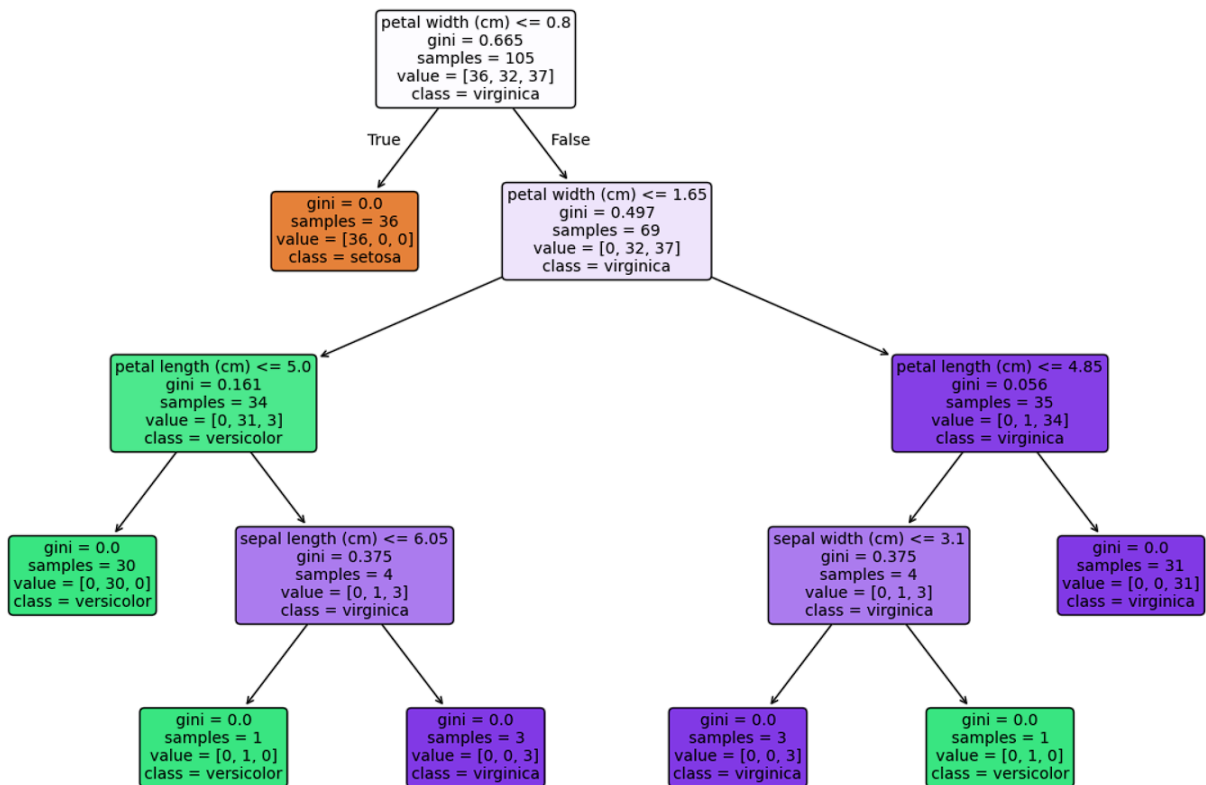 petal width (cm) <= 0.8
gini = 0.665
samples = 105
value = [36, 32, 37]
class = virginica
True
False
gini = 0.0
samples = 36
value = [36, 0, 0]
class = setosa
petal width (cm) <= 1.65
gini = 0.497
samples = 69
value = [0, 32, 37]
class = virginica
petal length (cm) <= 5.0
gini = 0.161
samples = 34
value = [0, 31, 3]
class = versicolor
petal length (cm) <= 4.85
gini = 0.056
samples = 35
value = [0, 1, 34]
class = virginica
gini = 0.0
samples = 30
value = [0, 30, 0]
class = versicolor
sepal length (cm) <= 6.05
gini = 0.375
samples = 4
value = [0, 1, 3]
class = virginica
sepal width (cm) <= 3.1
gini = 0.375
samples = 4
value = [0, 1, 3]
class = virginica
gini = 0.0
samples = 31
value = [0, 0, 31]
class = virginica
gini = 0.0
samples = 1
value = [0, 1, 0]
class = versicolor
gini = 0.0
samples = 3
value = [0, 0, 3]
class = virginica
gini = 0.0
samples = 3
value = [0, 0, 3]
class = virginica
gini = 0.0
samples = 1
value = [0, 1, 0]
class = versicolor